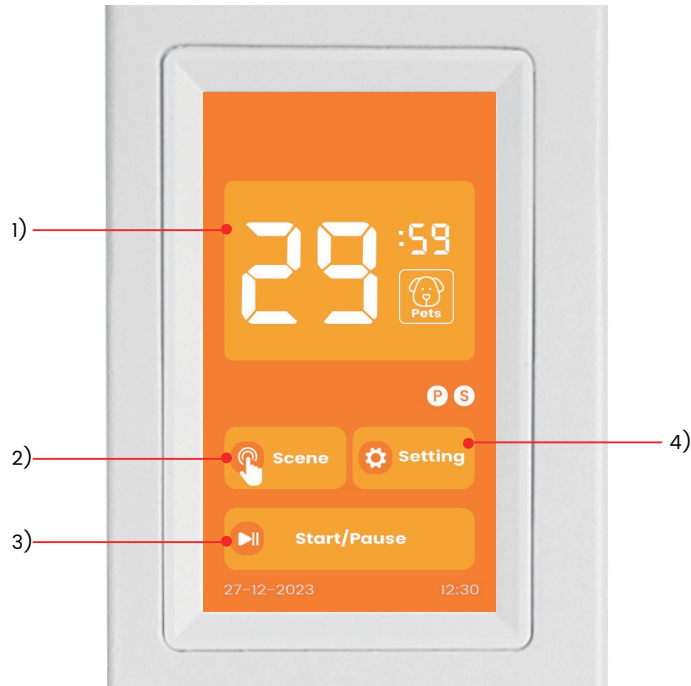 1)
29 :59
Pets
P S
2) Scene Setting 4)
3) Start/Pause
27-12-2023 12:30